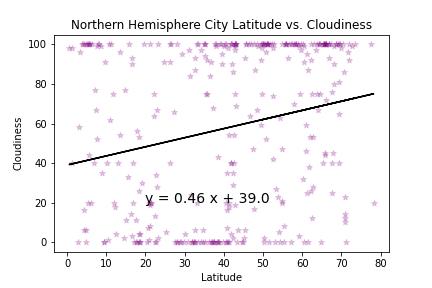 Northern Hemisphere City Latitude vs. Cloudiness
100
80
60
40
20
0
Cloudiness
y = 0.46 x + 39.0
0 10 20 30 40 50 60 70 80
Latitude